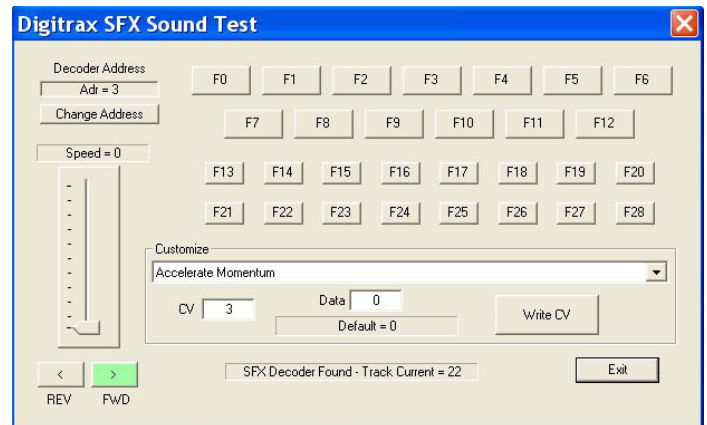 Digitrax SFX Sound Test
Decoder Address
Adr = 3
Change Address
F0 F1 F2 F3 F4 F5 F6
F7 F8 F9 F10 F11 F12
Speed = 0
F13 F14 F15 F16 F17 F18 F19 F20
F21 F22 F23 F24 F25 F26 F27 F28
Customize
Accelerate Momentum
CV 3 Data 0
Default = 0
Write CV
< >
REV FWD
SFX Decoder Found - Track Current = 22
Exit